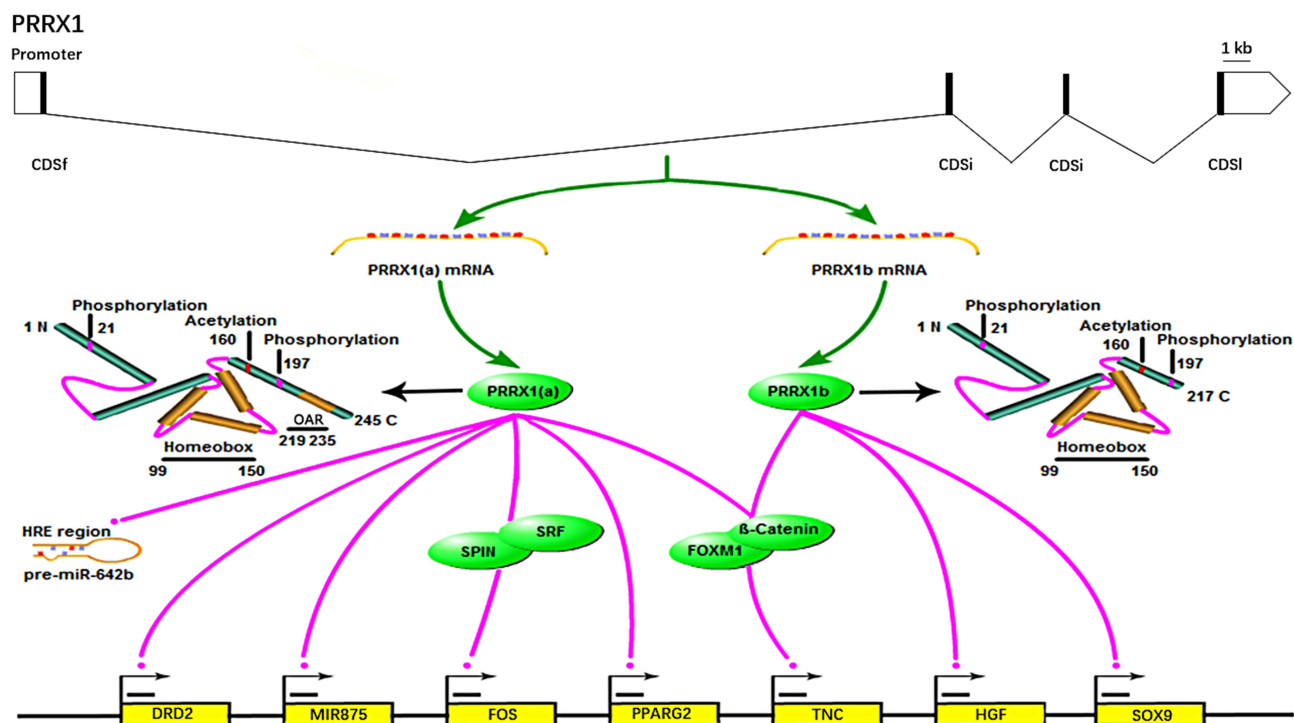 PRRX1
Promoter
1 kb
CDSf
CDSi
CDSi
CDSl
PRRX1(a) mRNA
PRRX1b mRNA
Phosphorylation
1 N
21
Acetylation
160
Phosphorylation
197
245 C
OAR
219 235
Homeobox
99
150
PRRX1(a)
PRRX1b
Phosphorylation
1 N
21
Acetylation
160
Phosphorylation
197
217 C
Homeobox
99
150
HRE region
pre-miR-642b
SRF
SPIN
ß-Catenin
FOXM1
DRD2
MIR875
FOS
PPARG2
TNC
HGF
SOX9